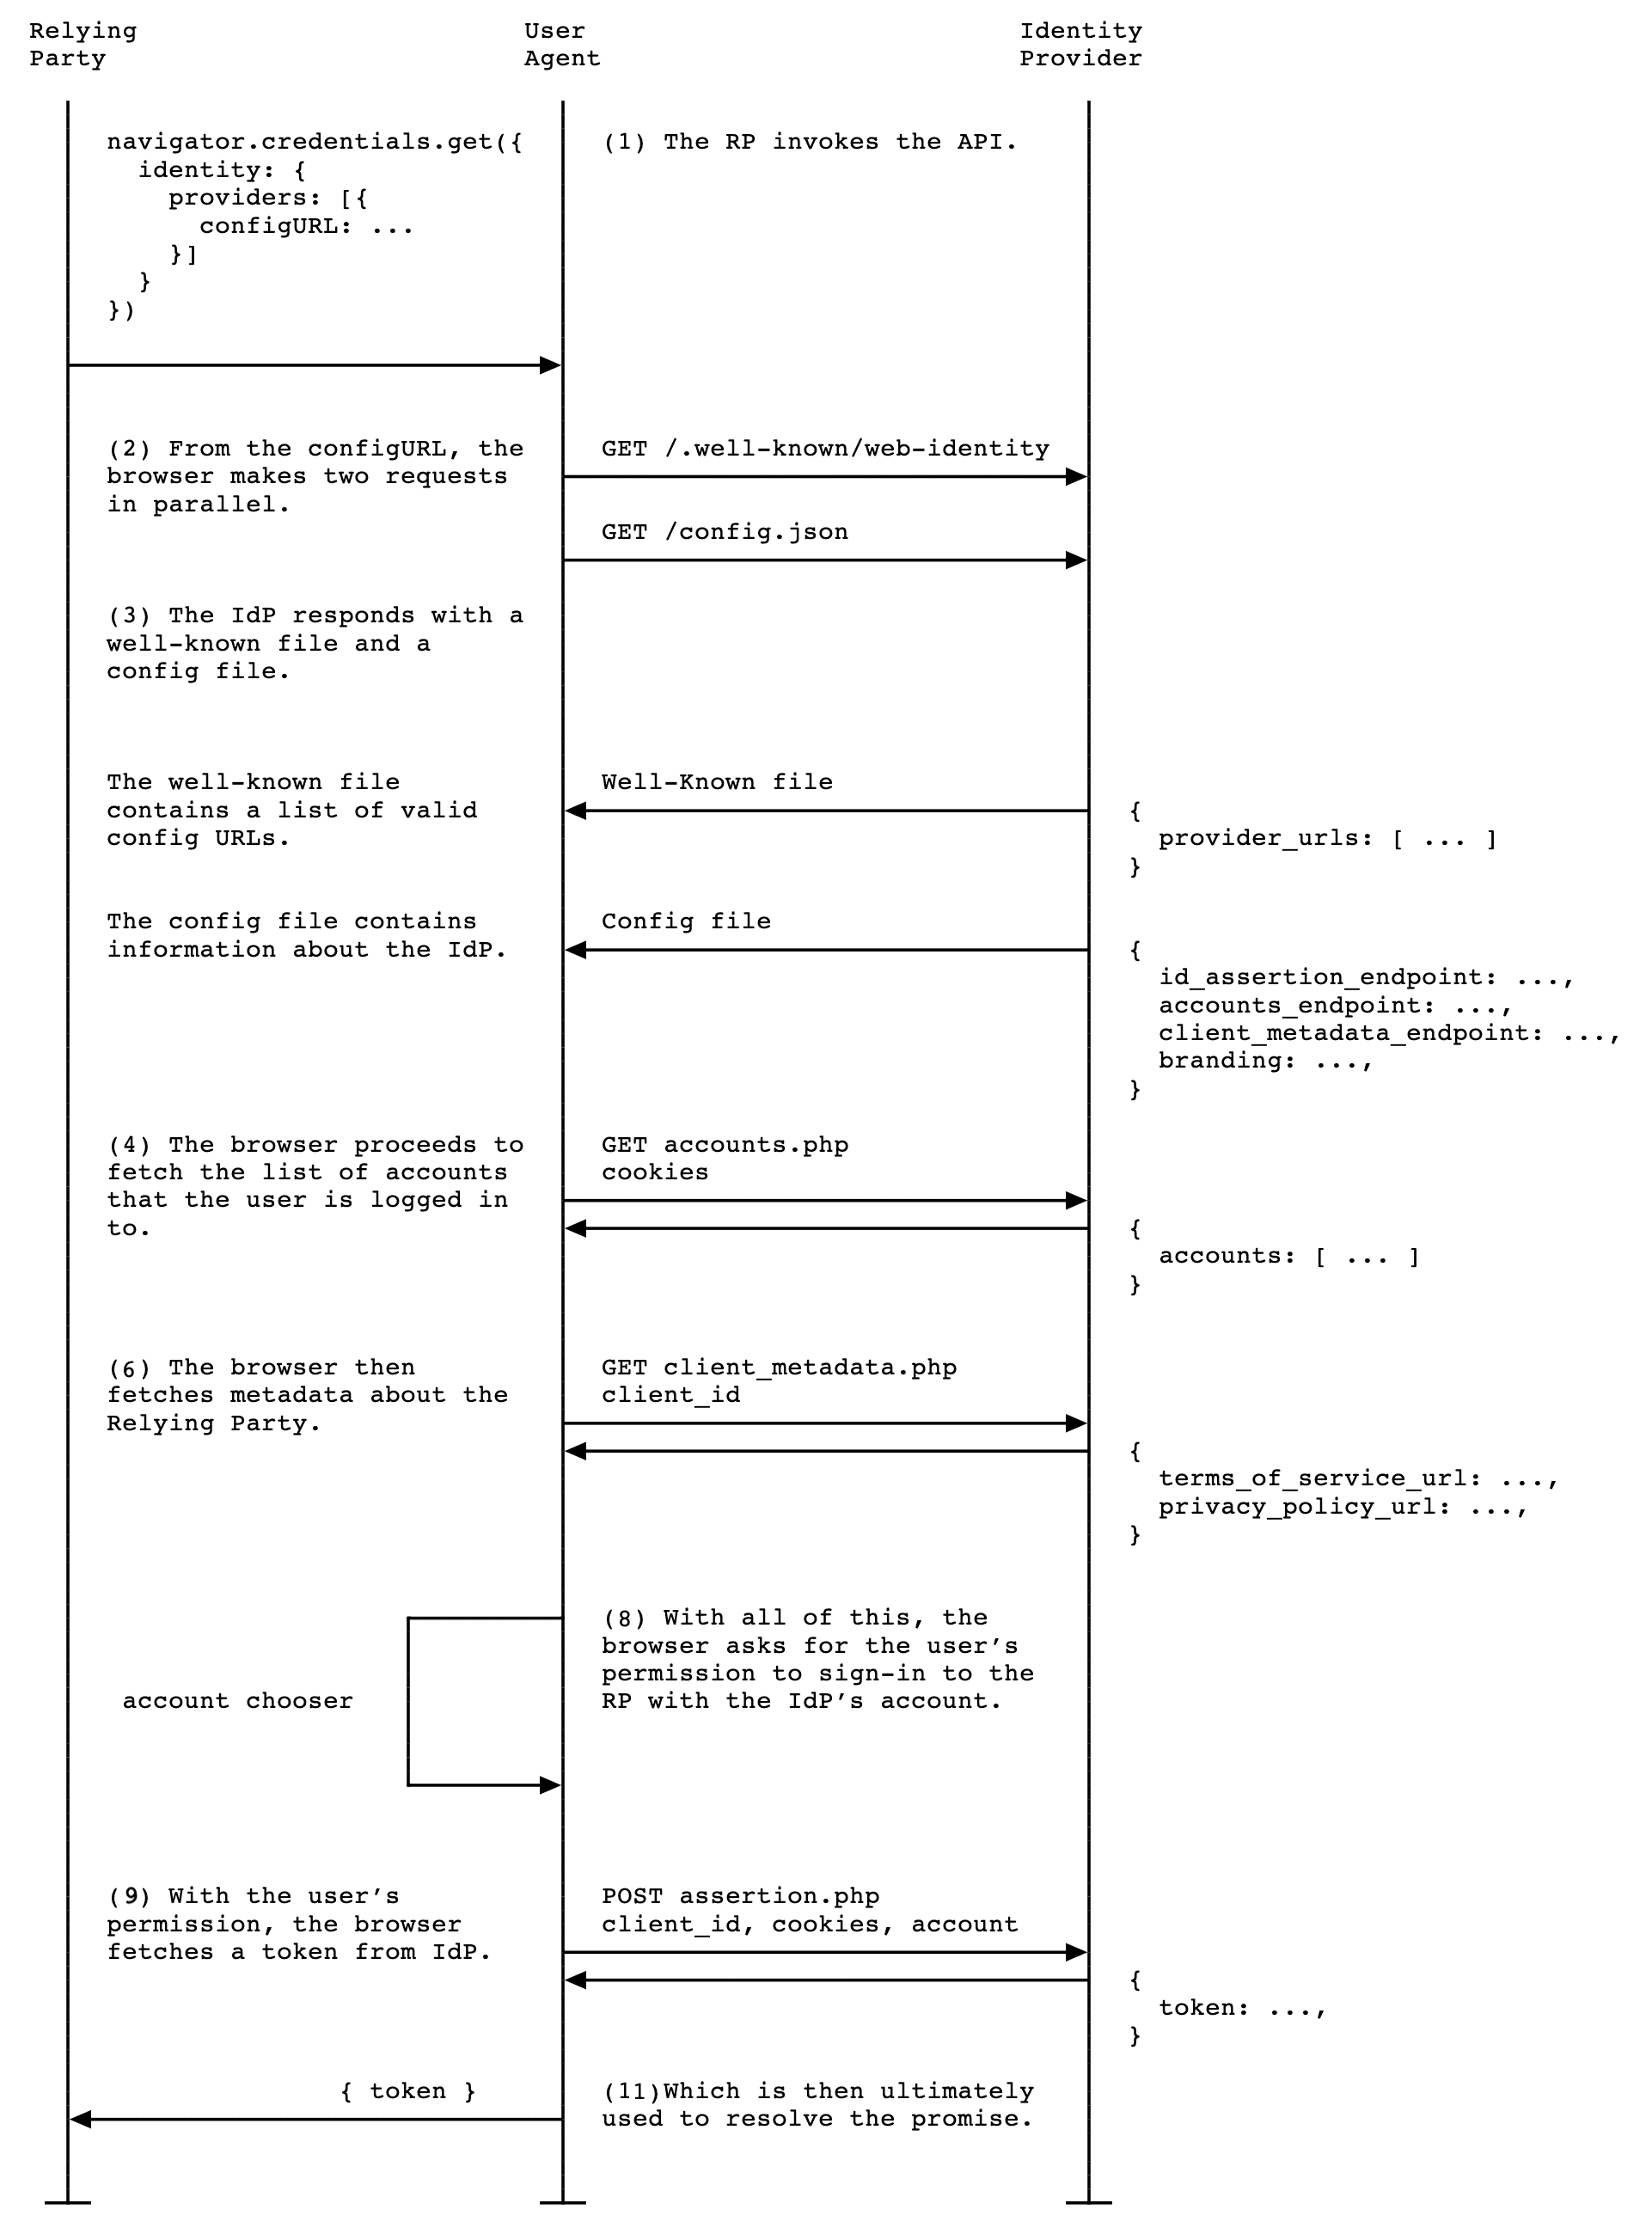 Relying
Party
User
Agent
Identity
Provider
navigator.credentials.get({
  identity: {
    providers: [{
      configURL: ...
    }]
  }
})
(1) The RP invokes the API.
(2) From the configURL, the
browser makes two requests
in parallel.
GET /.well-known/web-identity
GET /config.json
(3) The IdP responds with a
well-known file and a
config file.
The well-known file
contains a list of valid
config URLs.
Well-Known file
{
  provider_urls: [ ... ]
}
The config file contains
information about the IdP.
Config file
{
  id_assertion_endpoint: ...,
  accounts_endpoint: ...,
  client_metadata_endpoint: ...,
  branding: ...,
}
(4) The browser proceeds to
fetch the list of accounts
that the user is logged in
to.
GET accounts.php
cookies
{
  accounts: [ ... ]
}
(6) The browser then
fetches metadata about the
Relying Party.
GET client_metadata.php
client_id
{
  terms_of_service_url: ...,
  privacy_policy_url: ...,
}
account chooser
(8) With all of this, the
browser asks for the user’s
permission to sign-in to the
RP with the IdP’s account.
(9) With the user’s
permission, the browser
fetches a token from IdP.
POST assertion.php
client_id, cookies, account
{
  token: ...,
}
{ token }
(11)Which is then ultimately
used to resolve the promise.